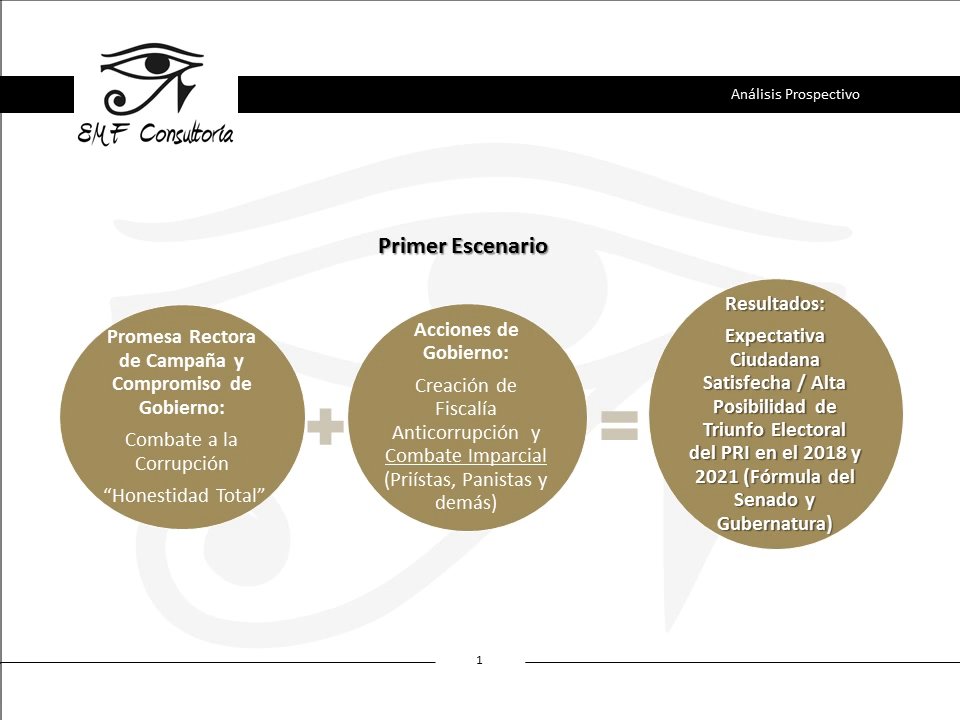 Análisis Prospectivo
EMF Consultoría
Primer Escenario
Promesa Rectora
de Campaña y
Compromiso de
Gobierno:
Combate a la
Corrupción
“Honestidad Total”
Acciones de
Gobierno:
Creación de
Fiscalía
Anticorrupción y
Combate Imparcial
(Priístas, Panistas y
demás)
Resultados:
Expectativa
Ciudadana
Satisfecha / Alta
Posibilidad de
Triunfo Electoral
del PRI en el 2018 y
2021 (Fórmula del
Senado y
Gubernatura)
1